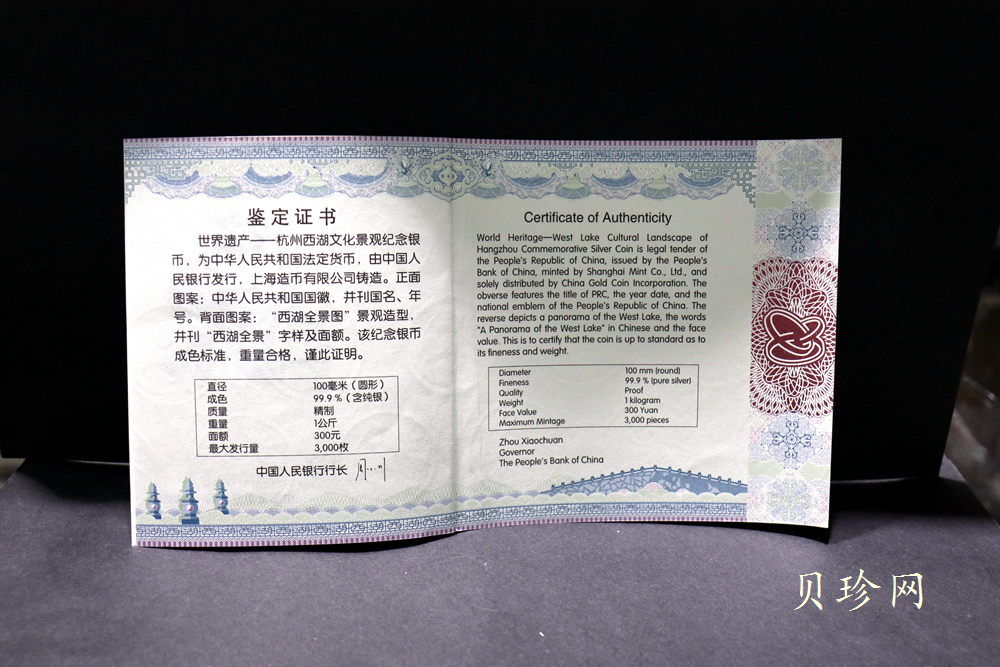 鉴定证书
世界遗产——杭州西湖文化景观纪念银
币，为中华人民共和国法定货币，由中国人
民银行发行，上海造币有限公司铸造。正面
图案：中华人民共和国国徽，并刊国名、年
号。背面图案：“西湖全景图”景观造型，
并刊“西湖全景”字样及面额。该纪念银币
成色标准，重量合格，谨此证明。
直径 100毫米（圆形）
成色 99.9％（含纯银）
质量 精制
重量 1公斤
面额 300元
最大发行量 3,000枚
中国人民银行行长
Certificate of Authenticity
World Heritage—West Lake Cultural Landscape of
Hangzhou Commemorative Silver Coin is legal tender of
the People's Republic of China, issued by the People's
Bank of China, minted by Shanghai Mint Co., Ltd., and
solely distributed by China Gold Coin Incorporation. The
obverse features the title of PRC, the year date, and the
national emblem of the People's Republic of China. The
reverse depicts a panorama of the West Lake, the words
"A Panorama of the West Lake" in Chinese and the face
value. This is to certify that the coin is up to standard as to
its fineness and weight.
Diameter 100 mm (round)
Fineness 99.9 % (pure silver)
Quality Proof
Weight 1 kilogram
Face Value 300 Yuan
Maximum Mintage 3,000 pieces
Zhou Xiaochuan
Governor
The People's Bank of China
贝珍网